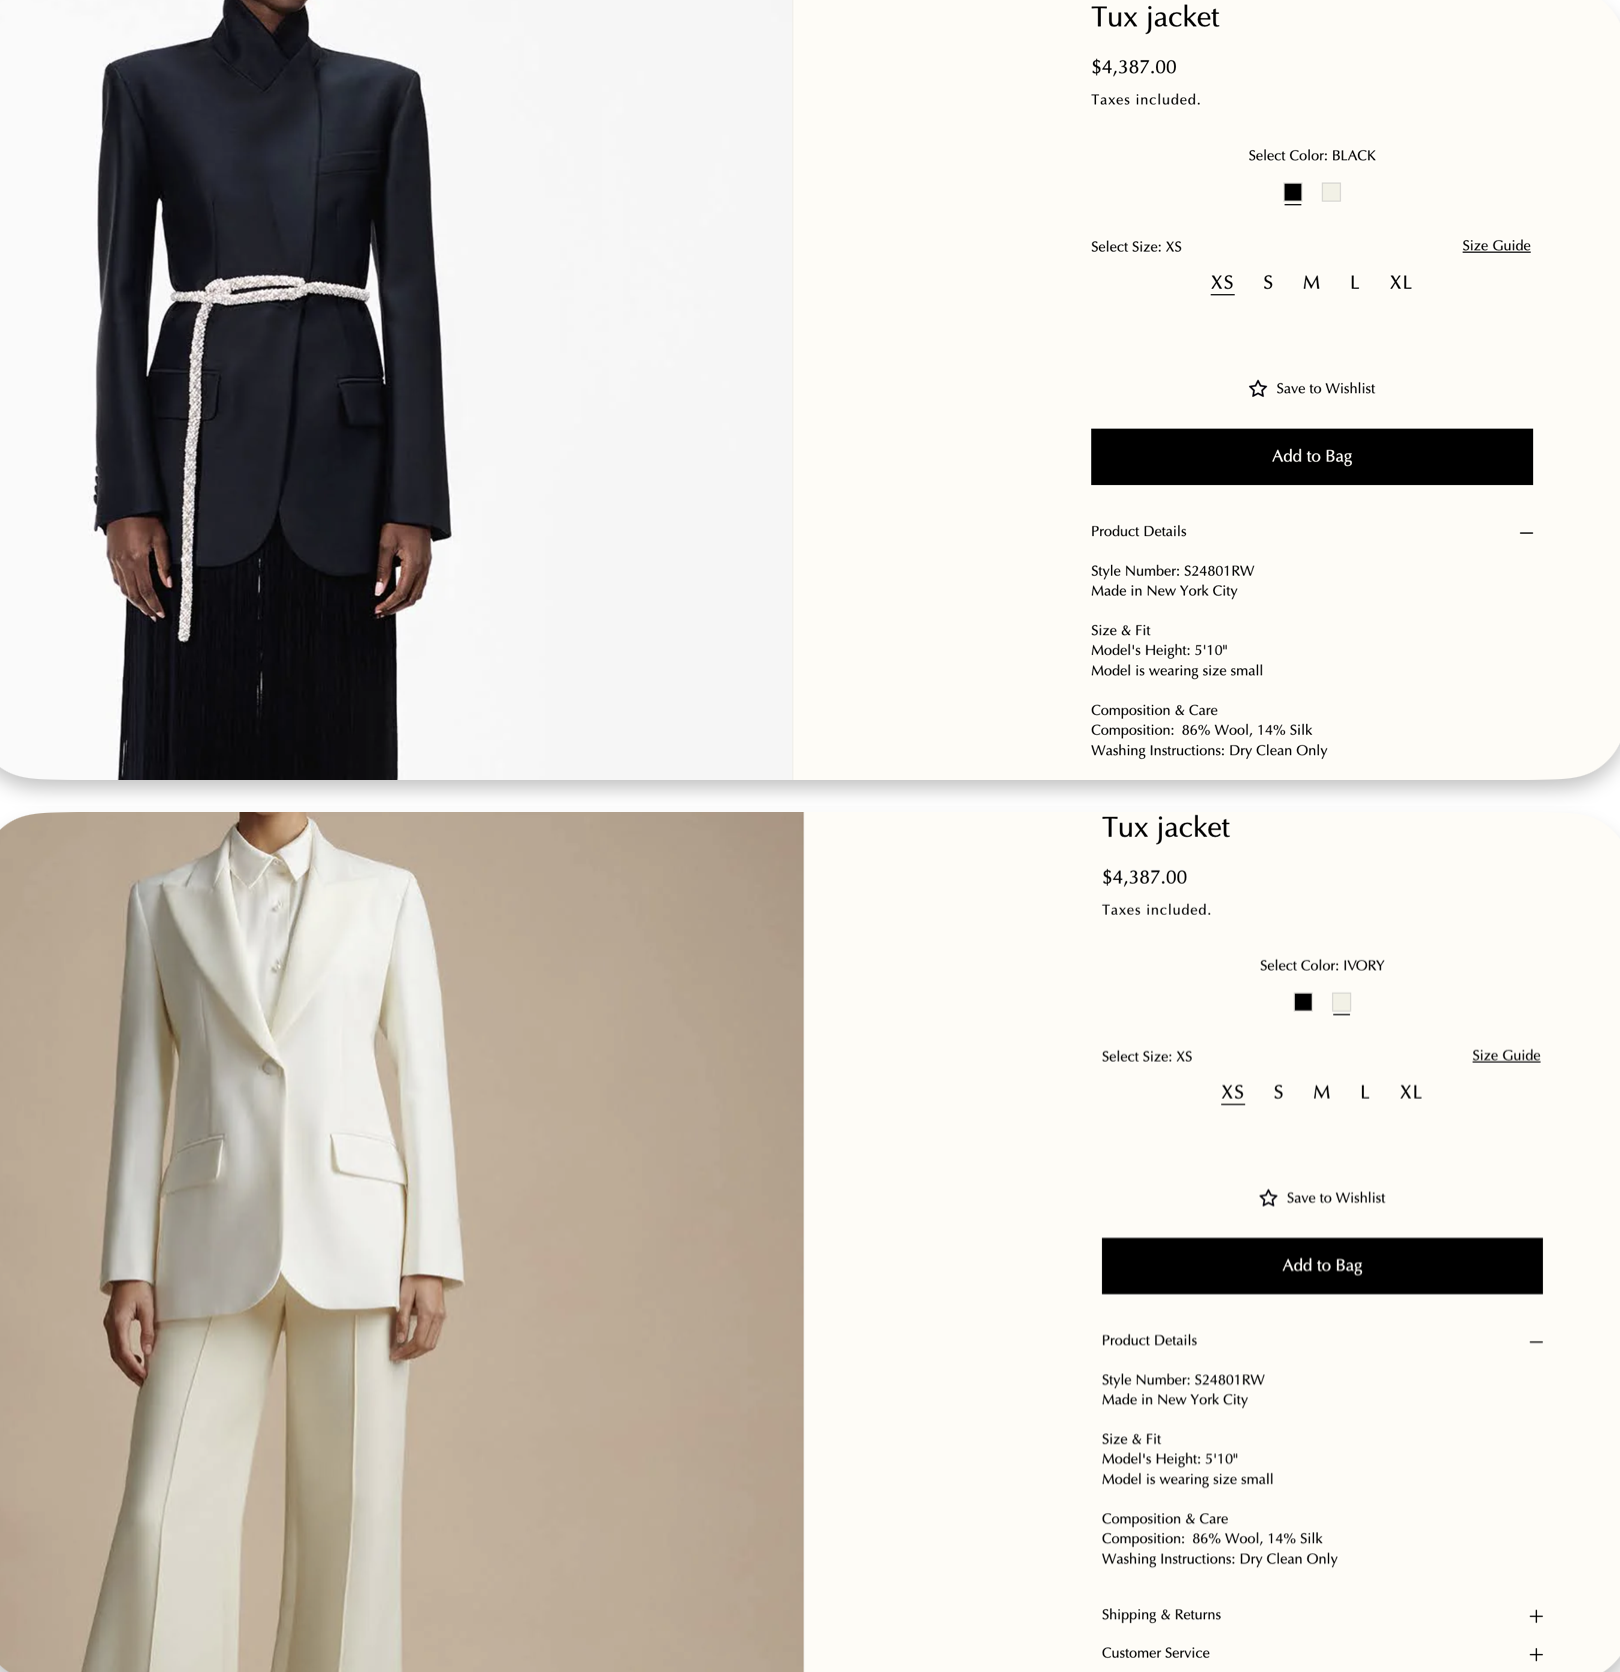 Tux jacket
$4,387.00
Taxes included.
Select Color: BLACK
Select Size: XS
Size Guide
XS S M L XL
Save to Wishlist
Add to Bag
Product Details
Style Number: S24801RW
Made in New York City
Size & Fit
Model's Height: 5'10"
Model is wearing size small
Composition & Care
Composition: 86% Wool, 14% Silk
Washing Instructions: Dry Clean Only
Tux jacket
$4,387.00
Taxes included.
Select Color: IVORY
Select Size: XS
Size Guide
XS S M L XL
Save to Wishlist
Add to Bag
Product Details
Style Number: S24801RW
Made in New York City
Size & Fit
Model's Height: 5'10"
Model is wearing size small
Composition & Care
Composition: 86% Wool, 14% Silk
Washing Instructions: Dry Clean Only
Shipping & Returns
Customer Service